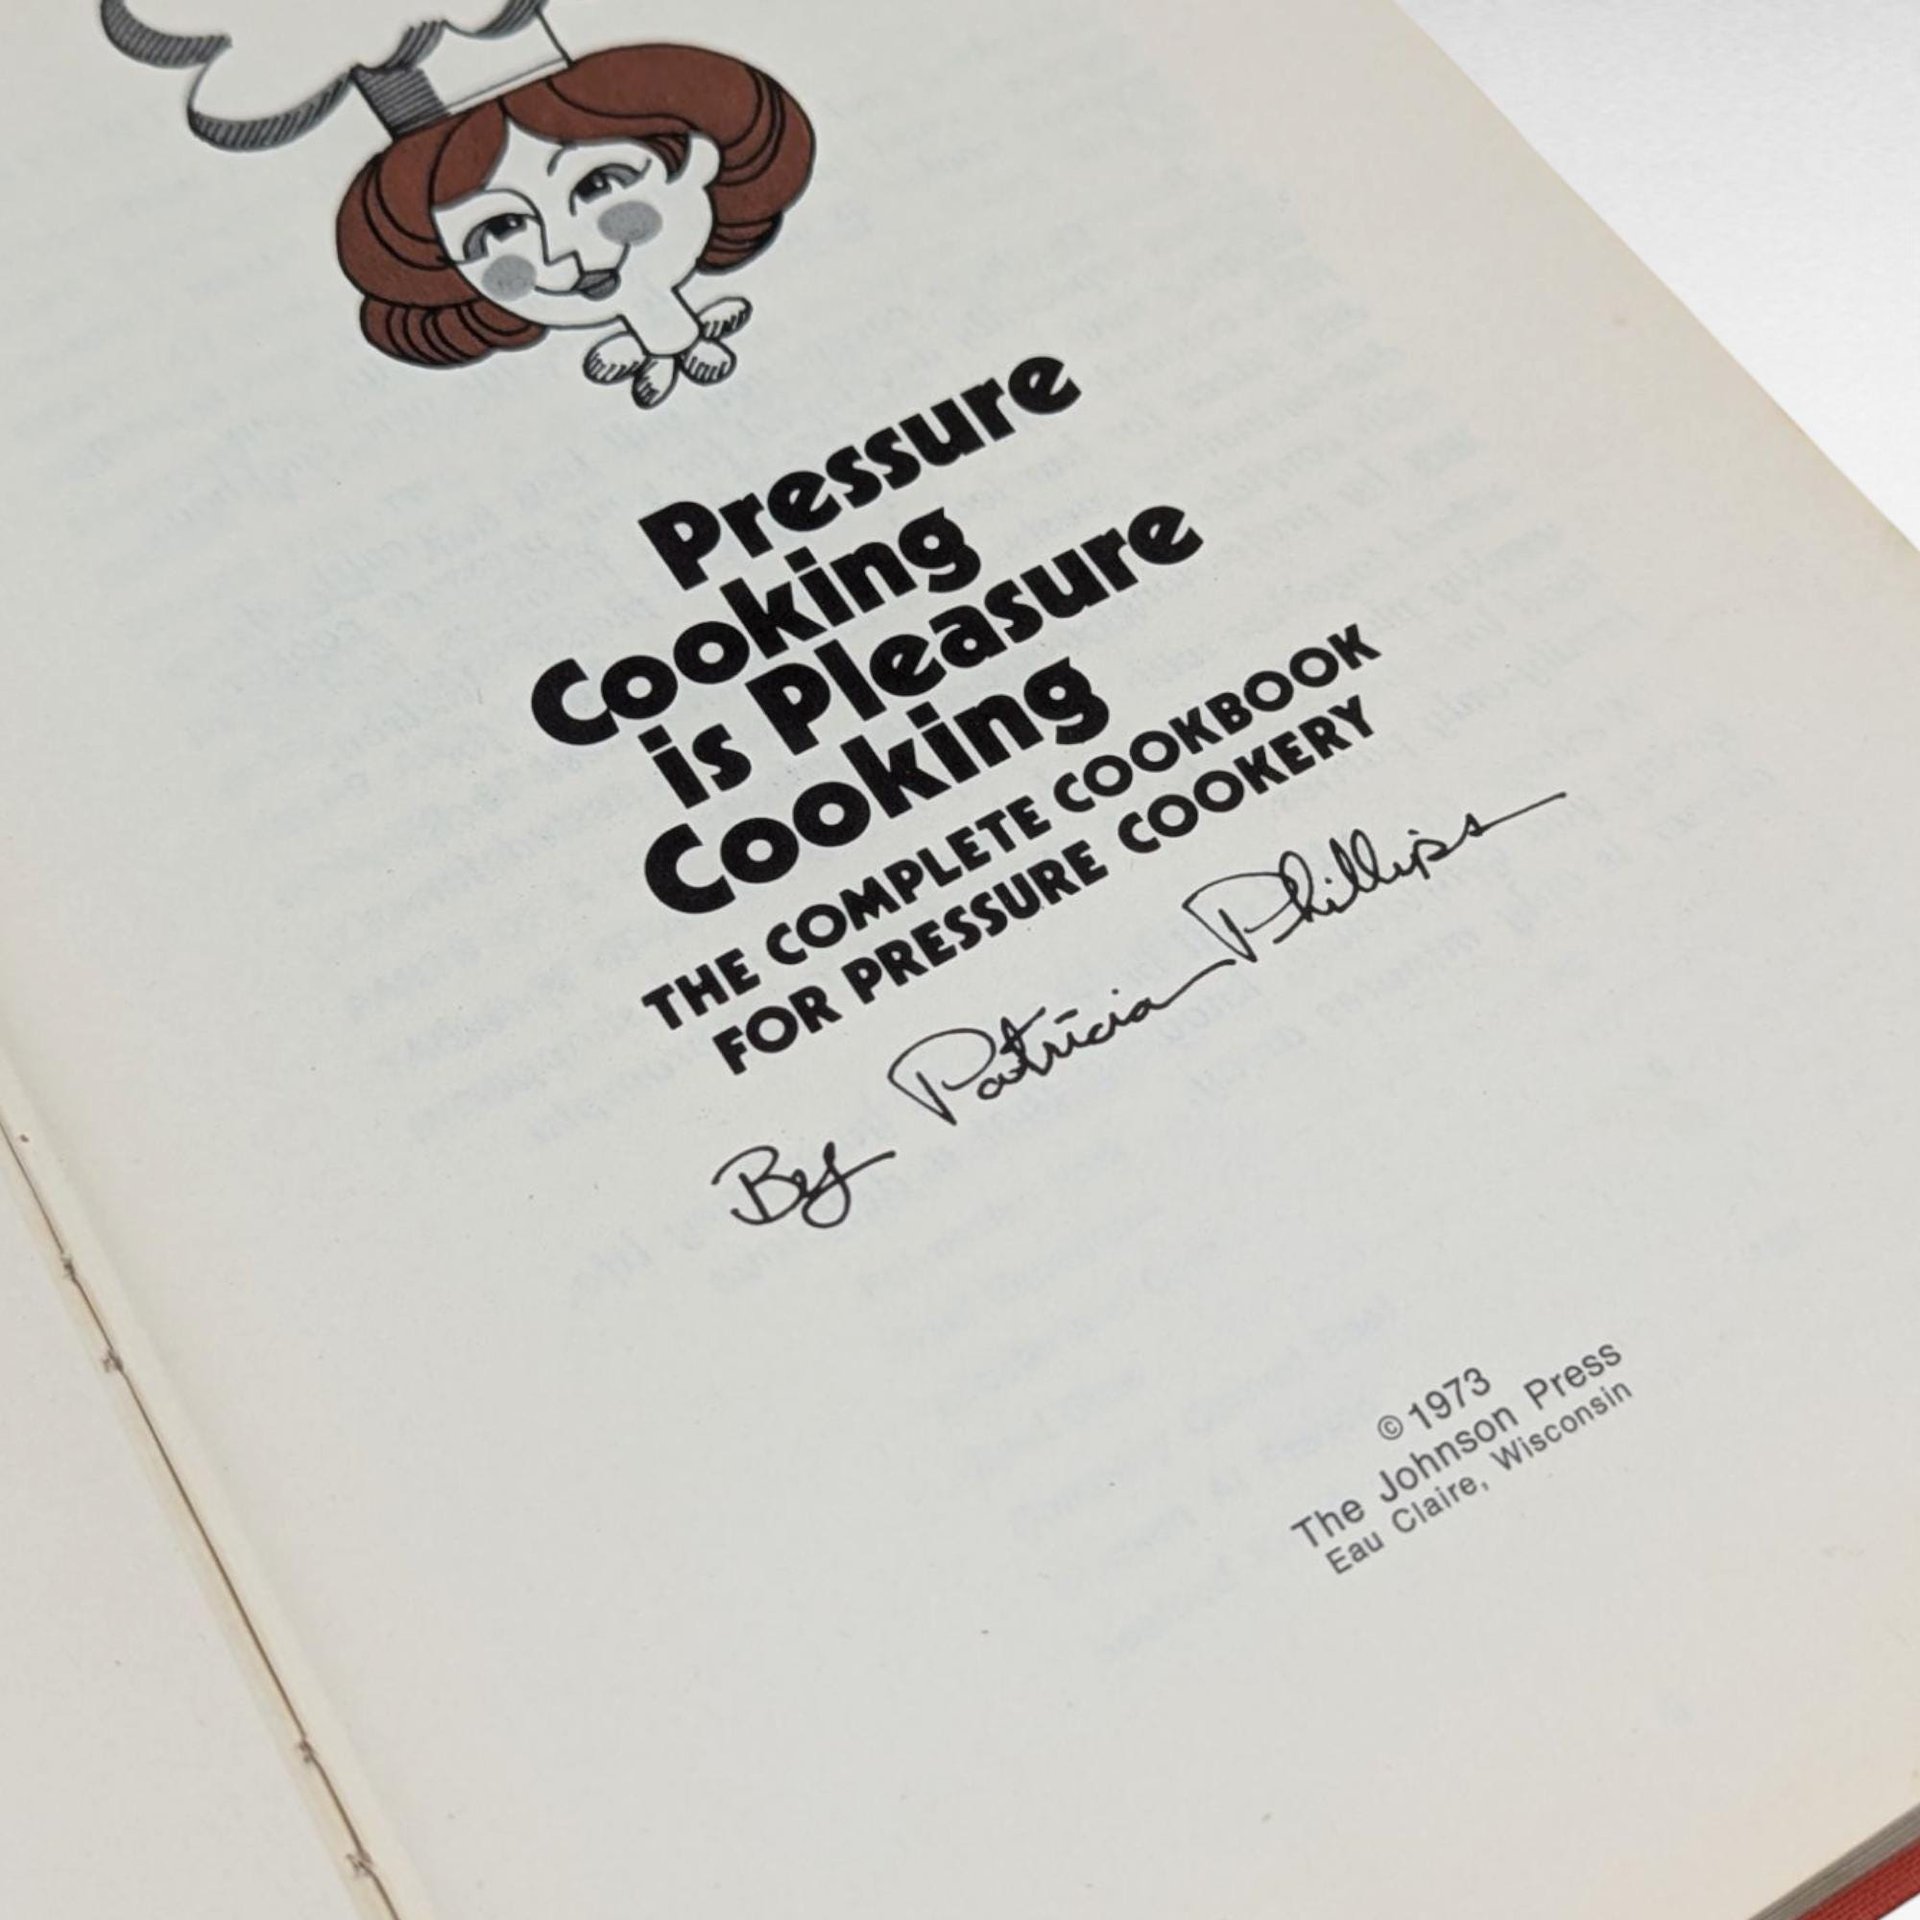 Pressure
Cooking
is Pleasure
Cooking
THE COMPLETE COOKBOOK
FOR PRESSURE COOKERY
By Patricia Phillips
© 1973
The Johnson Press
Eau Claire, Wisconsin